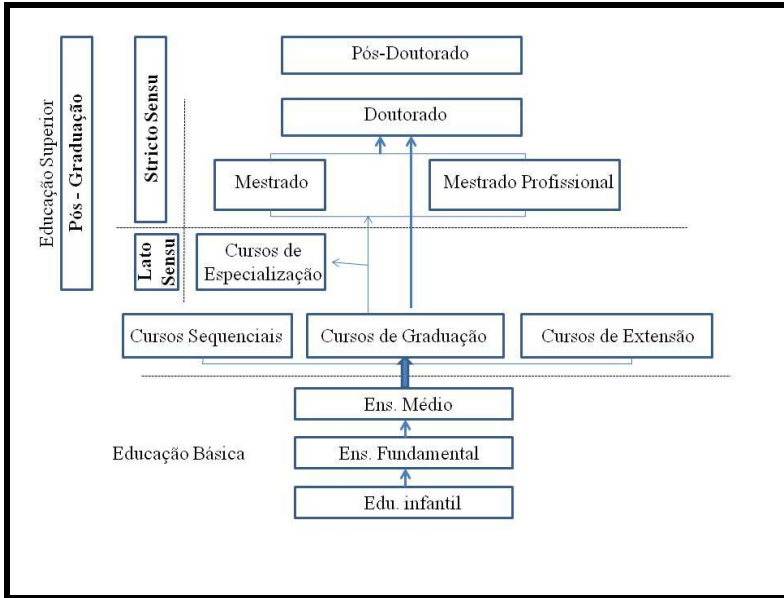 Educação Superior
Pós - Graduação
Stricto Sensu
Pós-Doutorado
Doutorado
Mestrado
Mestrado Profissional
Lato
Sensu
Cursos de
Especialização
Cursos Sequenciais
Cursos de Graduação
Cursos de Extensão
Ens. Médio
Educação Básica
Ens. Fundamental
Edu. infantil